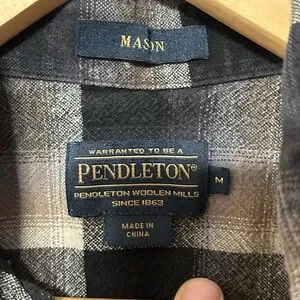 MASON
WARRANTED TO BE A
PENDLETON®
PENDLETON WOOLEN MILLS
SINCE 1863
M
MADE IN
CHINA